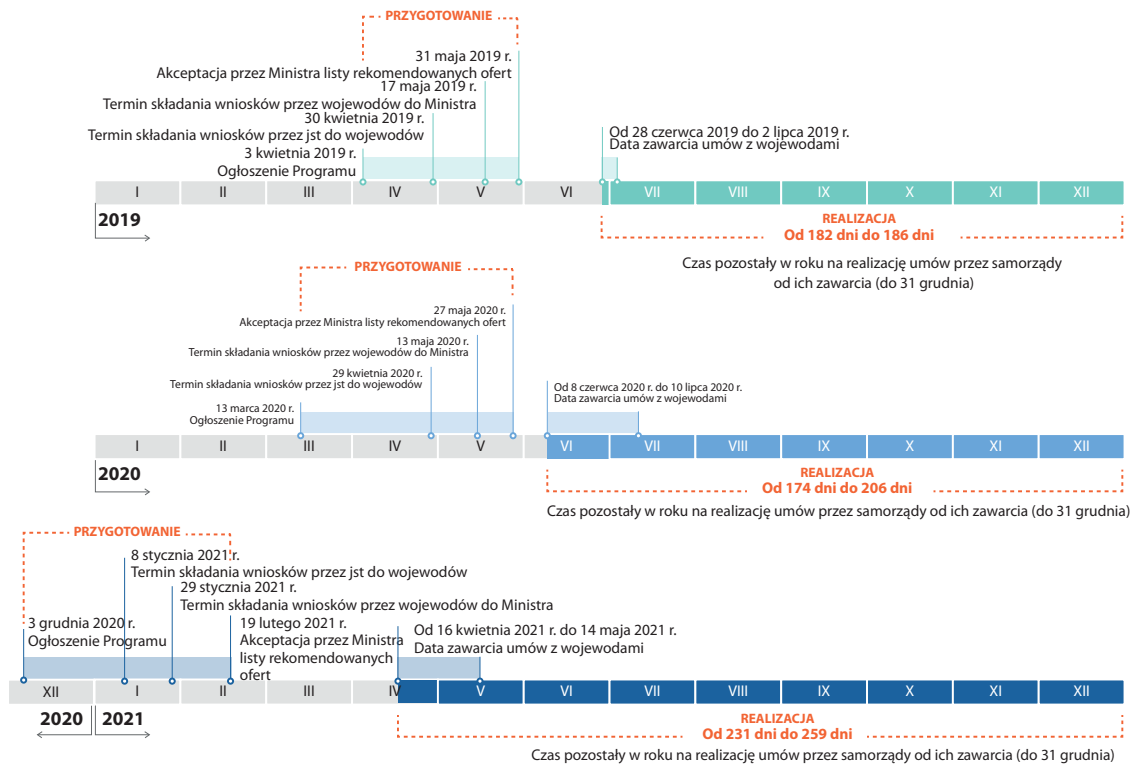 PRZYGOTOWANIE
31 maja 2019 r.
Akceptacja przez Ministra listy rekomendowanych ofert
17 maja 2019 r.
Termin składania wniosków przez wojewodów do Ministra
30 kwietnia 2019 r.
Termin składania wniosków przez jst do wojewodów
3 kwietnia 2019 r.
Ogłoszenie Programu
Od 28 czerwca 2019 do 2 lipca 2019 r.
Data zawarcia umów z wojewodami
I II III IV V VI VII VIII IX X XI XII
2019
REALIZACJA
Od 182 dni do 186 dni
Czas pozostały w roku na realizację umów przez samorządy
od ich zawarcia (do 31 grudnia)
PRZYGOTOWANIE
27 maja 2020 r.
Akceptacja przez Ministra listy rekomendowanych ofert
13 maja 2020 r.
Termin składania wniosków przez wojewodów do Ministra
29 kwietnia 2020 r.
Termin składania wniosków przez jst do wojewodów
13 marca 2020 r.
Ogłoszenie Programu
Od 8 czerwca 2020 r. do 10 lipca 2020 r.
Data zawarcia umów z wojewodami
I II III IV V VI VII VIII IX X XI XII
2020
REALIZACJA
Od 174 dni do 206 dni
Czas pozostały w roku na realizację umów przez samorządy od ich zawarcia (do 31 grudnia)
PRZYGOTOWANIE
8 stycznia 2021 r.
Termin składania wniosków przez jst do wojewodów
29 stycznia 2021 r.
Termin składania wniosków przez wojewodów do Ministra
3 grudnia 2020 r.
Ogłoszenie Programu
19 lutego 2021 r.
Akceptacja przez Ministra
listy rekomendowanych
ofert
Od 16 kwietnia 2021 r. do 14 maja 2021 r.
Data zawarcia umów z wojewodami
XII I II III IV V VI VII VIII IX X XI XII
2020 2021
REALIZACJA
Od 231 dni do 259 dni
Czas pozostały w roku na realizację umów przez samorządy od ich zawarcia (do 31 grudnia)